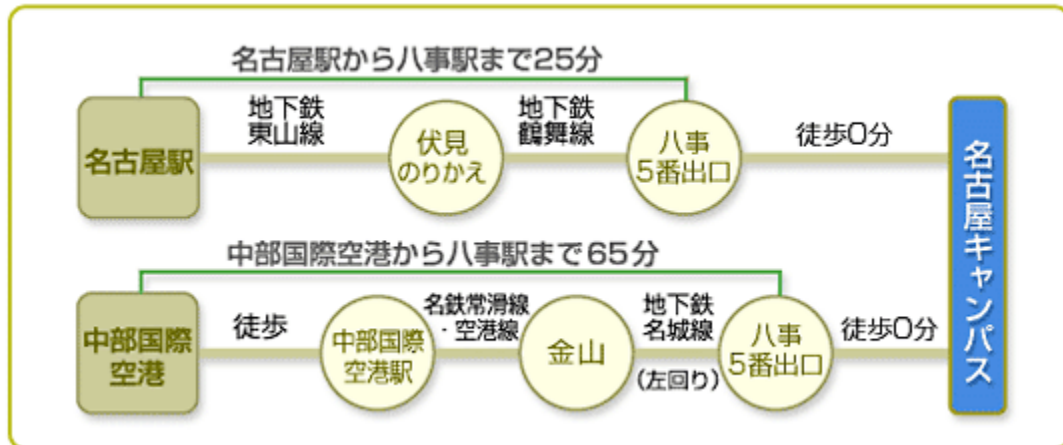 名古屋駅から八事駅まで25分
名古屋駅
地下鉄
東山線
伏見
のりかえ
地下鉄
鶴舞線
八事
5番出口
徒歩0分
名古屋キャンパス
中部国際空港から八事駅まで65分
中部国際
空港
徒歩
中部国際
空港駅
名鉄常滑線
・空港線
金山
地下鉄
名城線
(左回り)
八事
5番出口
徒歩0分